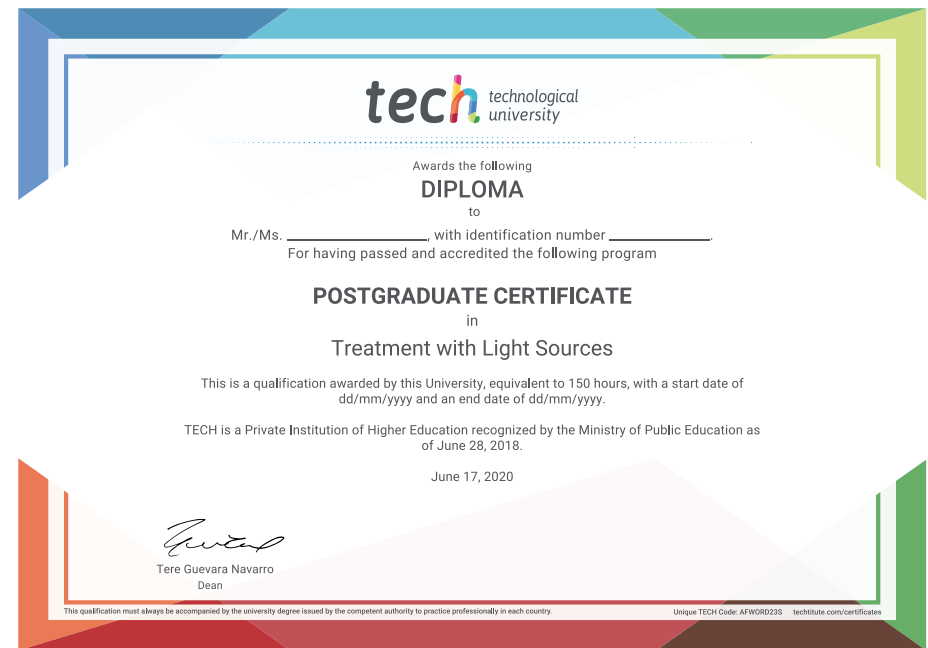 tech technological
university
Awards the following
DIPLOMA
to
Mr./Ms. ____________, with identification number ____________.
For having passed and accredited the following program
POSTGRADUATE CERTIFICATE
in
Treatment with Light Sources
This is a qualification awarded by this University, equivalent to 150 hours, with a start date of
dd/mm/yyyy and an end date of dd/mm/yyyy.
TECH is a Private Institution of Higher Education recognized by the Ministry of Public Education as
of June 28, 2018.
June 17, 2020
Tere Guevara Navarro
Dean
This qualification must always be accompanied by the university degree issued by the competent authority to practice professionally in each country.
Unique TECH Code: AFWORD23S techtitute.com/certificates